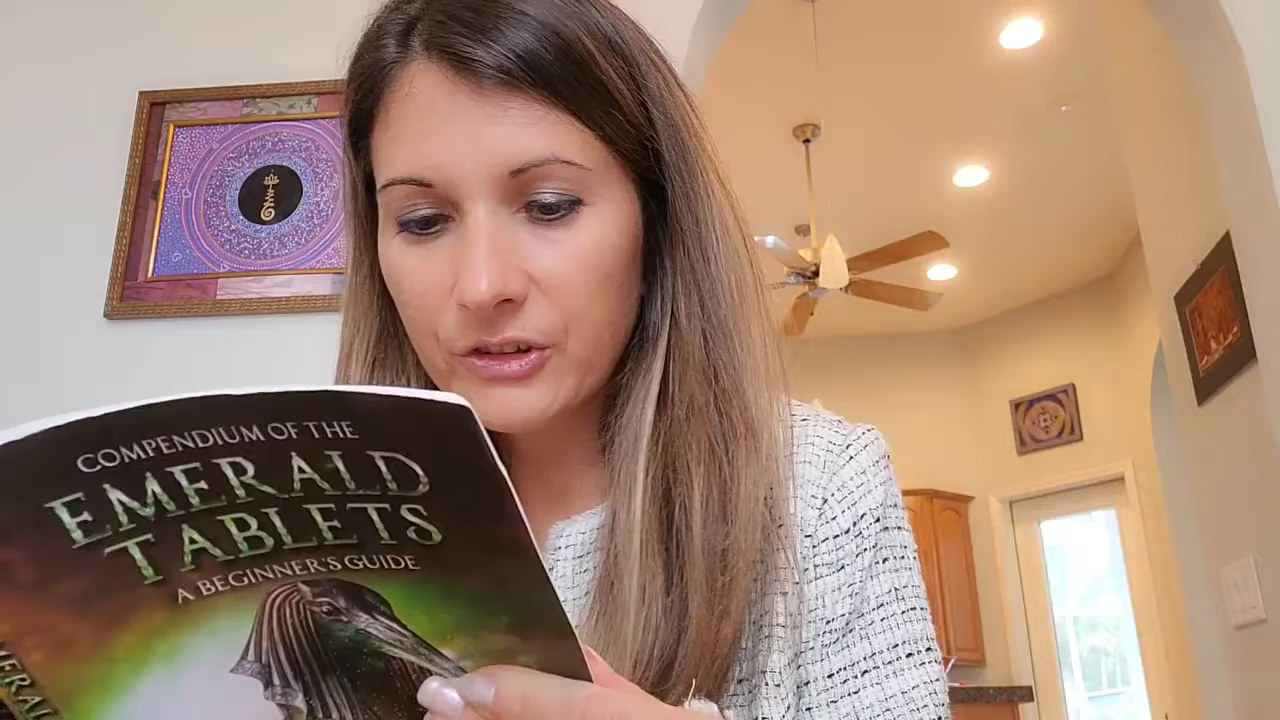 COMPENDIUM OF THE
EMERALD
TABLETS
A BEGINNER'S GUIDE